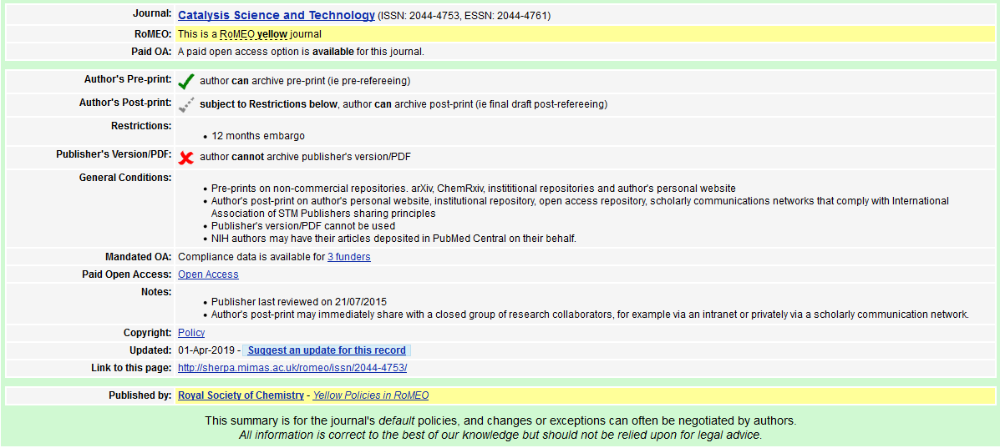 Journal: Catalysis Science and Technology (ISSN: 2044-4753, ESSN: 2044-4761)
RoMEO: This is a RoMEO yellow journal
Paid OA: A paid open access option is available for this journal.
Author's Pre-print: author can archive pre-print (ie pre-refereeing)
Author's Post-print: subject to Restrictions below, author can archive post-print (ie final draft post-refereeing)
Restrictions:
• 12 months embargo
Publisher's Version/PDF: author cannot archive publisher's version/PDF
General Conditions:
• Pre-prints on non-commercial repositories. arXiv, ChemRxiv, instititional repositories and author's personal website
• Author's post-print on author's personal website, institutional repository, open access repository, scholarly communications networks that comply with International
Association of STM Publishers sharing principles
• Publisher's version/PDF cannot be used
• NIH authors may have their articles deposited in PubMed Central on their behalf.
Mandated OA: Compliance data is available for 3 funders
Paid Open Access: Open Access
Notes:
• Publisher last reviewed on 21/07/2015
• Author's post-print may immediately share with a closed group of research collaborators, for example via an intranet or privately via a scholarly communication network.
Copyright: Policy
Updated: 01-Apr-2019 - Suggest an update for this record
Link to this page: http://sherpa.mimas.ac.uk/romeo/issn/2044-4753/
Published by: Royal Society of Chemistry - Yellow Policies in RoMEO
This summary is for the journal's default policies, and changes or exceptions can often be negotiated by authors.
All information is correct to the best of our knowledge but should not be relied upon for legal advice.